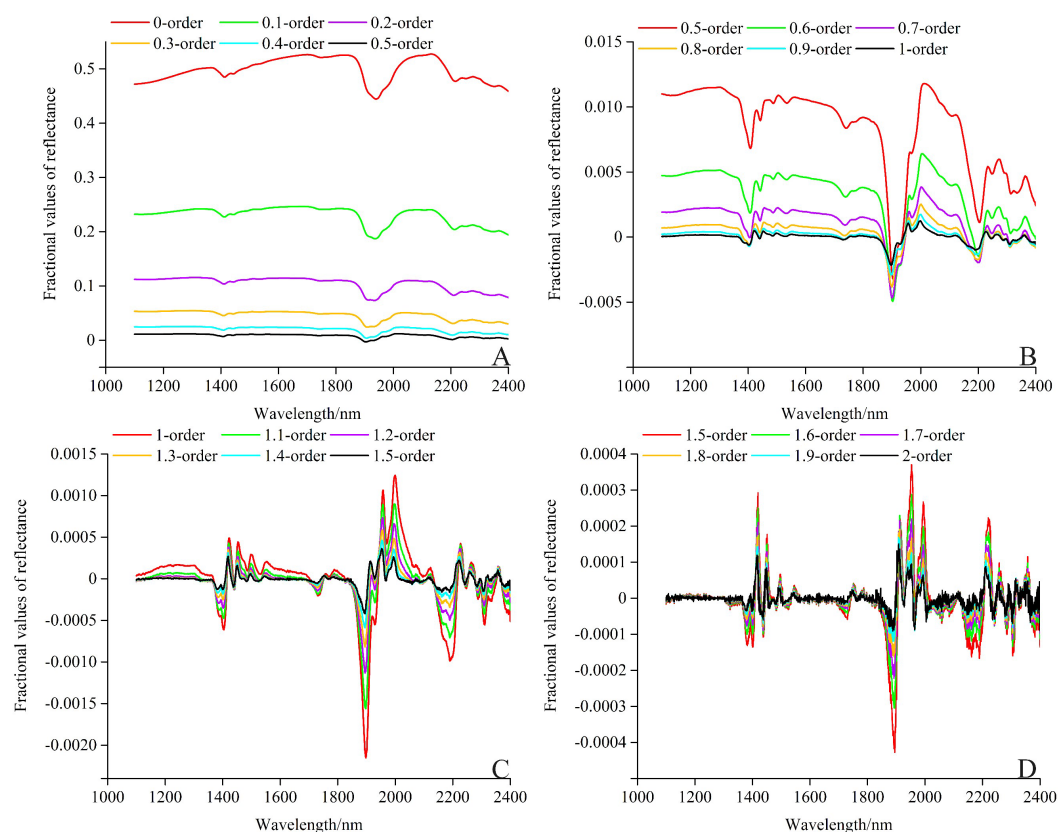 0-order 0.1-order 0.2-order
0.3-order 0.4-order 0.5-order
Fractional values of reflectance
0.5
0.4
0.3
0.2
0.1
0
A
1000 1200 1400 1600 1800 2000 2200 2400
Wavelength/nm
0.5-order 0.6-order 0.7-order
0.8-order 0.9-order 1-order
Fractional values of reflectance
0.015
0.010
0.005
0
-0.005
B
1000 1200 1400 1600 1800 2000 2200 2400
Wavelength/nm
1-order 1.1-order 1.2-order
1.3-order 1.4-order 1.5-order
Fractional values of reflectance
0.0015
0.0010
0.0005
0
-0.0005
-0.0010
-0.0015
-0.0020
C
1000 1200 1400 1600 1800 2000 2200 2400
Wavelength/nm
1.5-order 1.6-order 1.7-order
1.8-order 1.9-order 2-order
Fractional values of reflectance
0.0004
0.0003
0.0002
0.0001
0
-0.0001
-0.0002
-0.0003
-0.0004
D
1000 1200 1400 1600 1800 2000 2200 2400
Wavelength/nm